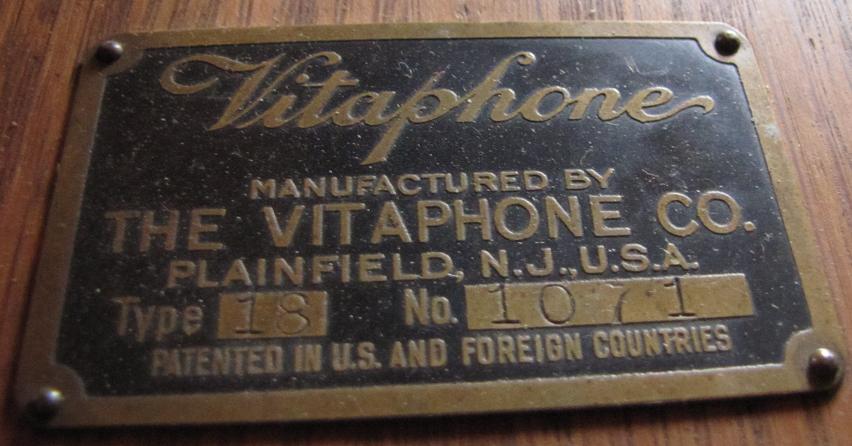 Vitaphone
MANUFACTURED BY
THE VITAPHONE CO.
PLAINFIELD, N.J., U.S.A.
Type 18 No. 1071
PATENTED IN U.S. AND FOREIGN COUNTRIES